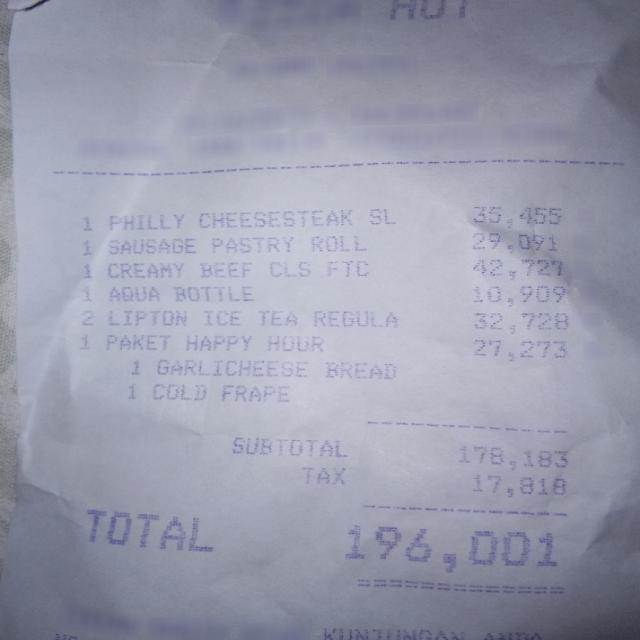 HOT
1 PHILLY CHEESESTEAK SL 35,455
1 SAUSAGE PASTRY ROLL 29,091
1 CREAMY BEEF CLS FTC 42,727
1 AQUA BOTTLE 10,909
2 LIPTON ICE TEA REGULA 32,728
1 PAKET HAPPY HOUR 27,273
1 GARLICHEESE BREAD
1 COLD FRAPE
SUBTOTAL 178,183
TAX 17,818
TOTAL 196,001
KUNJUNGAN ANDA